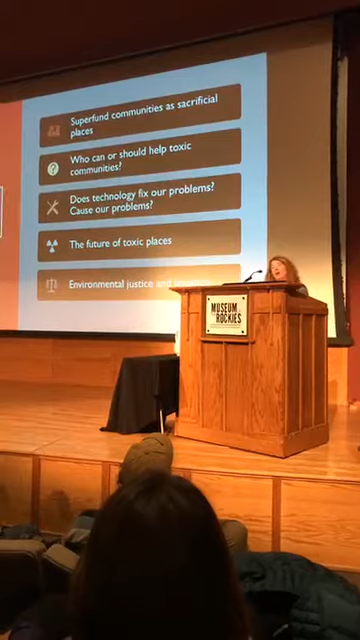 Superfund communities as sacrificial
places
Who can or should help toxic
communities?
Does technology fix our problems?
Cause our problems?
The future of toxic places
Environmental justice and
MUSEUM
OF THE
ROCKIES